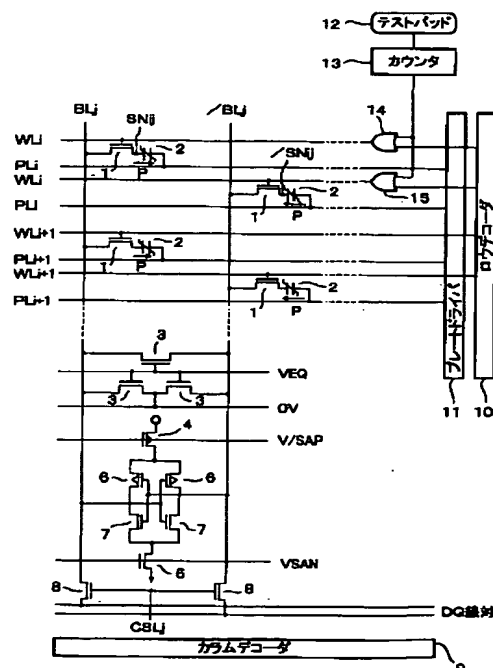 12
テストパッド
13
カウンタ
BLj
/BLj
14
SNij
WLi
2
/SNij
PLi
WLi
1
P
15
2
PLi
1
P
WLi+1
2
PLi+1
WLi+1
1
P
2
PLi+1
1
P
プレートドライバ
ロウデコーダ
11
10
3
VEQ
3
3
0V
4
V/SAP
6
6
7
7
VSAN
6
8
8
DQ線対
CSLj
カラムデコーダ
9